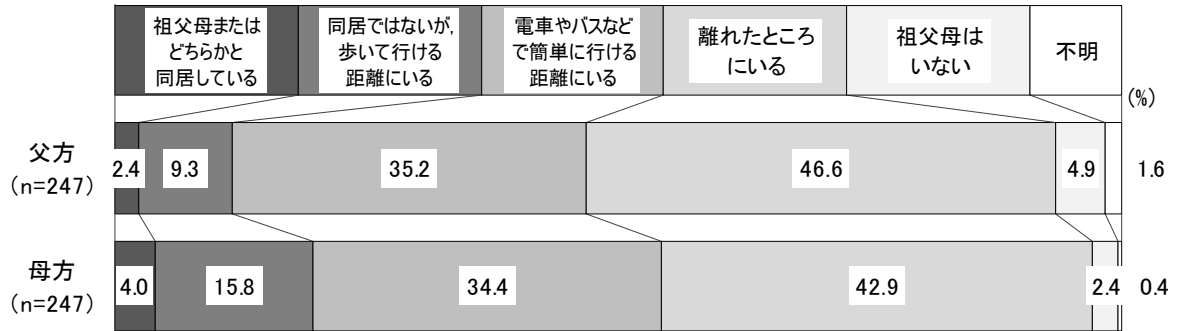 祖父母または
どちらかと
同居している
同居ではないが,
歩いて行ける
距離にいる
電車やバスなど
で簡単に行ける
距離にいる
離れたところ
にいる
祖父母は
いない
不明
(%)
父方
(n=247)
2.4 9.3 35.2 46.6 4.9 1.6
母方
(n=247)
4.0 15.8 34.4 42.9 2.4 0.4